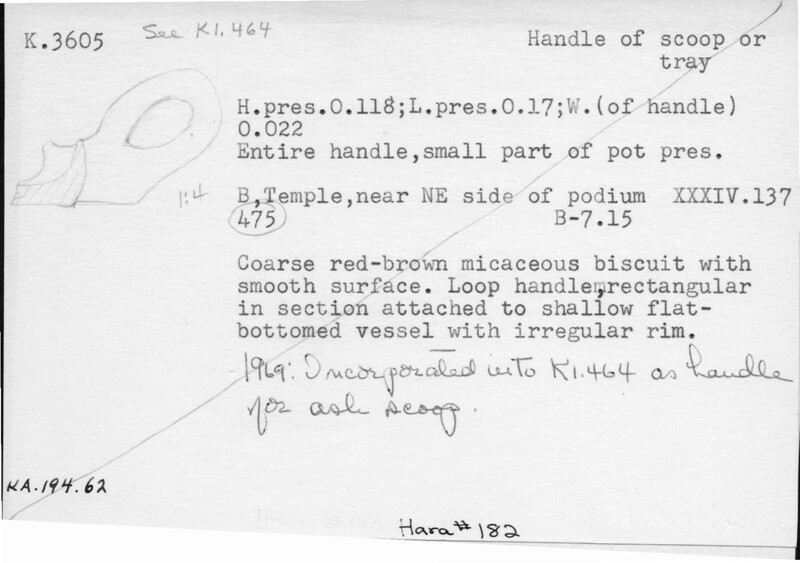 K.3605
See K1.464
Handle of scoop or
tray
H.pres.0.118;L.pres.0.17;W.(of handle)
0.022
Entire handle,small part of pot pres.
1:4
B,Temple,near NE side of podium XXXIV.137
475 B-7.15
Coarse red-brown micaceous biscuit with
smooth surface. Loop handle,rectangular
in section attached to shallow flat-
bottomed vessel with irregular rim.
1969: Incorporated into K1.464 as handle
for ash scoop.
KA.194.62
Hara# 182